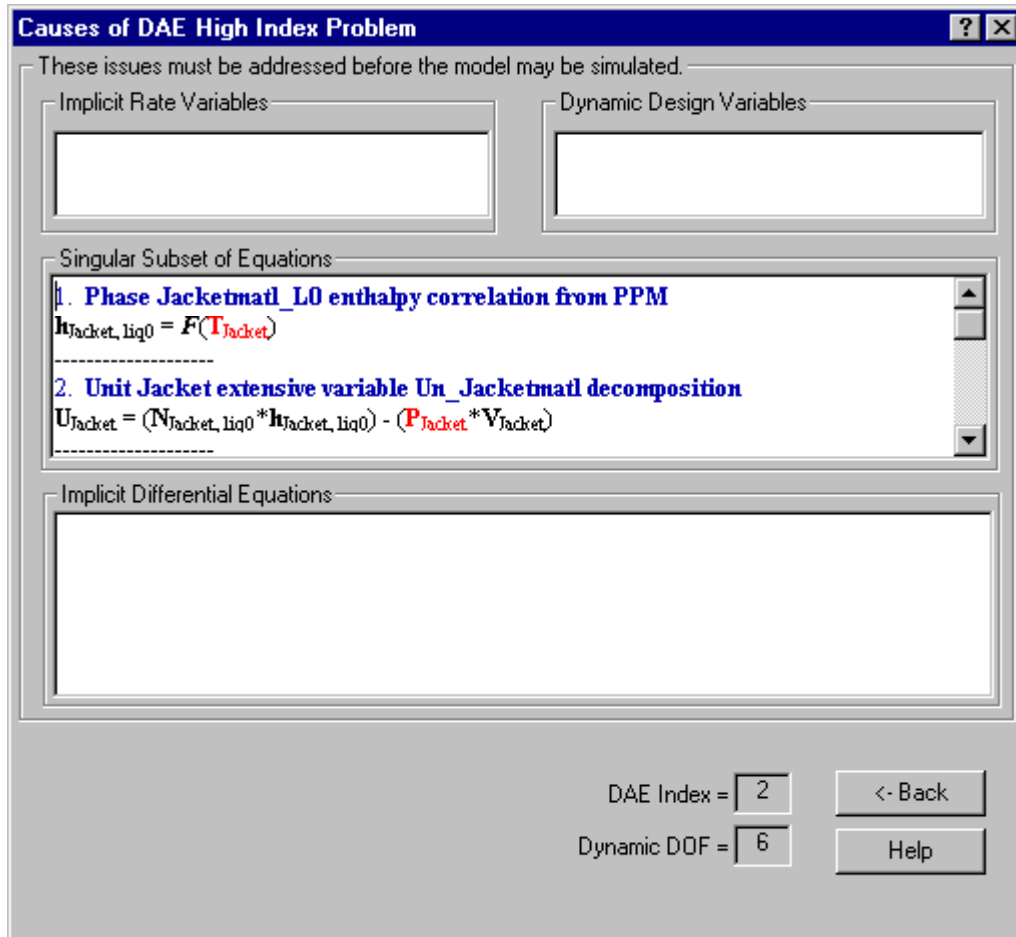 Causes of DAE High Index Problem
These issues must be addressed before the model may be simulated.
Implicit Rate Variables
Dynamic Design Variables
Singular Subset of Equations
1. Phase Jacketmatl_L0 enthalpy correlation from PPM
hJacket, liq0 = F(TJacket)
--------------------
2. Unit Jacket extensive variable Un_Jacketmatl decomposition
UJacket = (NJacket, liq0*hJacket, liq0) - (PJacket*VJacket)
--------------------
Implicit Differential Equations
DAE Index = 2
<- Back
Dynamic DOF = 6
Help